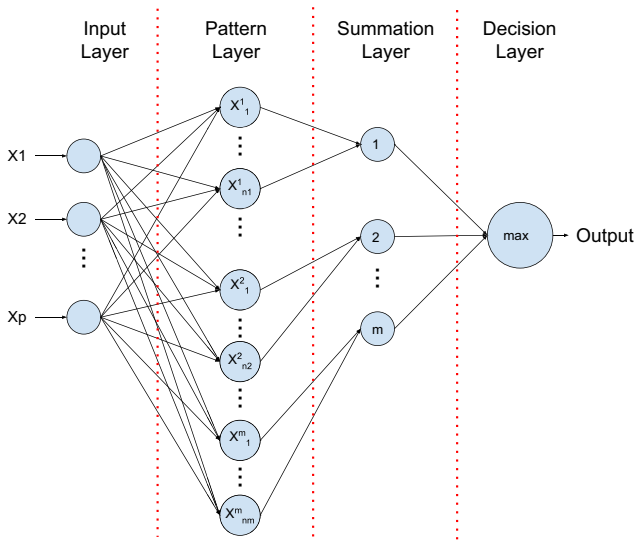 Input
Layer
Pattern
Layer
Summation
Layer
Decision
Layer
X1
X2
Xp
X¹₁
X¹ₙ₁
X²₁
X²ₙ₂
Xᵐ₁
Xᵐₙₘ
1
2
m
max
Output